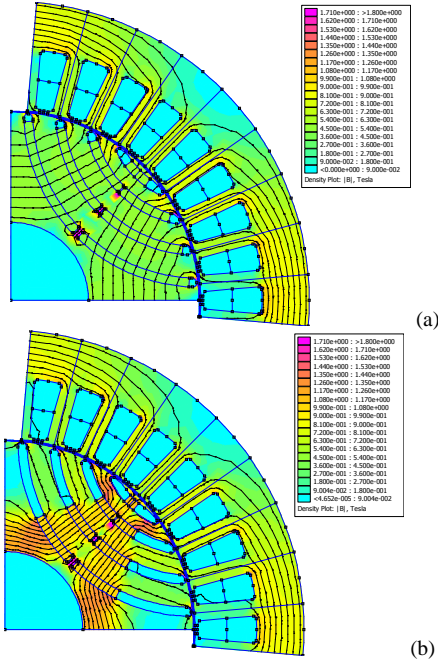 1.710e+000 : >1.800e+000
1.620e+000 : 1.710e+000
1.530e+000 : 1.620e+000
1.440e+000 : 1.530e+000
1.350e+000 : 1.440e+000
1.260e+000 : 1.350e+000
1.170e+000 : 1.260e+000
1.080e+000 : 1.170e+000
9.900e-001 : 1.080e+000
9.000e-001 : 9.900e-001
8.100e-001 : 9.000e-001
7.200e-001 : 8.100e-001
6.300e-001 : 7.200e-001
5.400e-001 : 6.300e-001
4.500e-001 : 5.400e-001
3.600e-001 : 4.500e-001
2.700e-001 : 3.600e-001
1.800e-001 : 2.700e-001
9.000e-002 : 1.800e-001
<0.000e+000 : 9.000e-002
Density Plot: |B|, Tesla
(a)
1.710e+000 : >1.800e+000
1.620e+000 : 1.710e+000
1.530e+000 : 1.620e+000
1.440e+000 : 1.530e+000
1.350e+000 : 1.440e+000
1.260e+000 : 1.350e+000
1.170e+000 : 1.260e+000
1.080e+000 : 1.170e+000
9.900e-001 : 1.080e+000
9.000e-001 : 9.900e-001
8.100e-001 : 9.000e-001
7.200e-001 : 8.100e-001
6.300e-001 : 7.200e-001
5.400e-001 : 6.300e-001
4.500e-001 : 5.400e-001
3.600e-001 : 4.500e-001
2.700e-001 : 3.600e-001
1.800e-001 : 2.700e-001
9.004e-002 : 1.800e-001
<4.652e-005 : 9.004e-002
Density Plot: |B|, Tesla
(b)